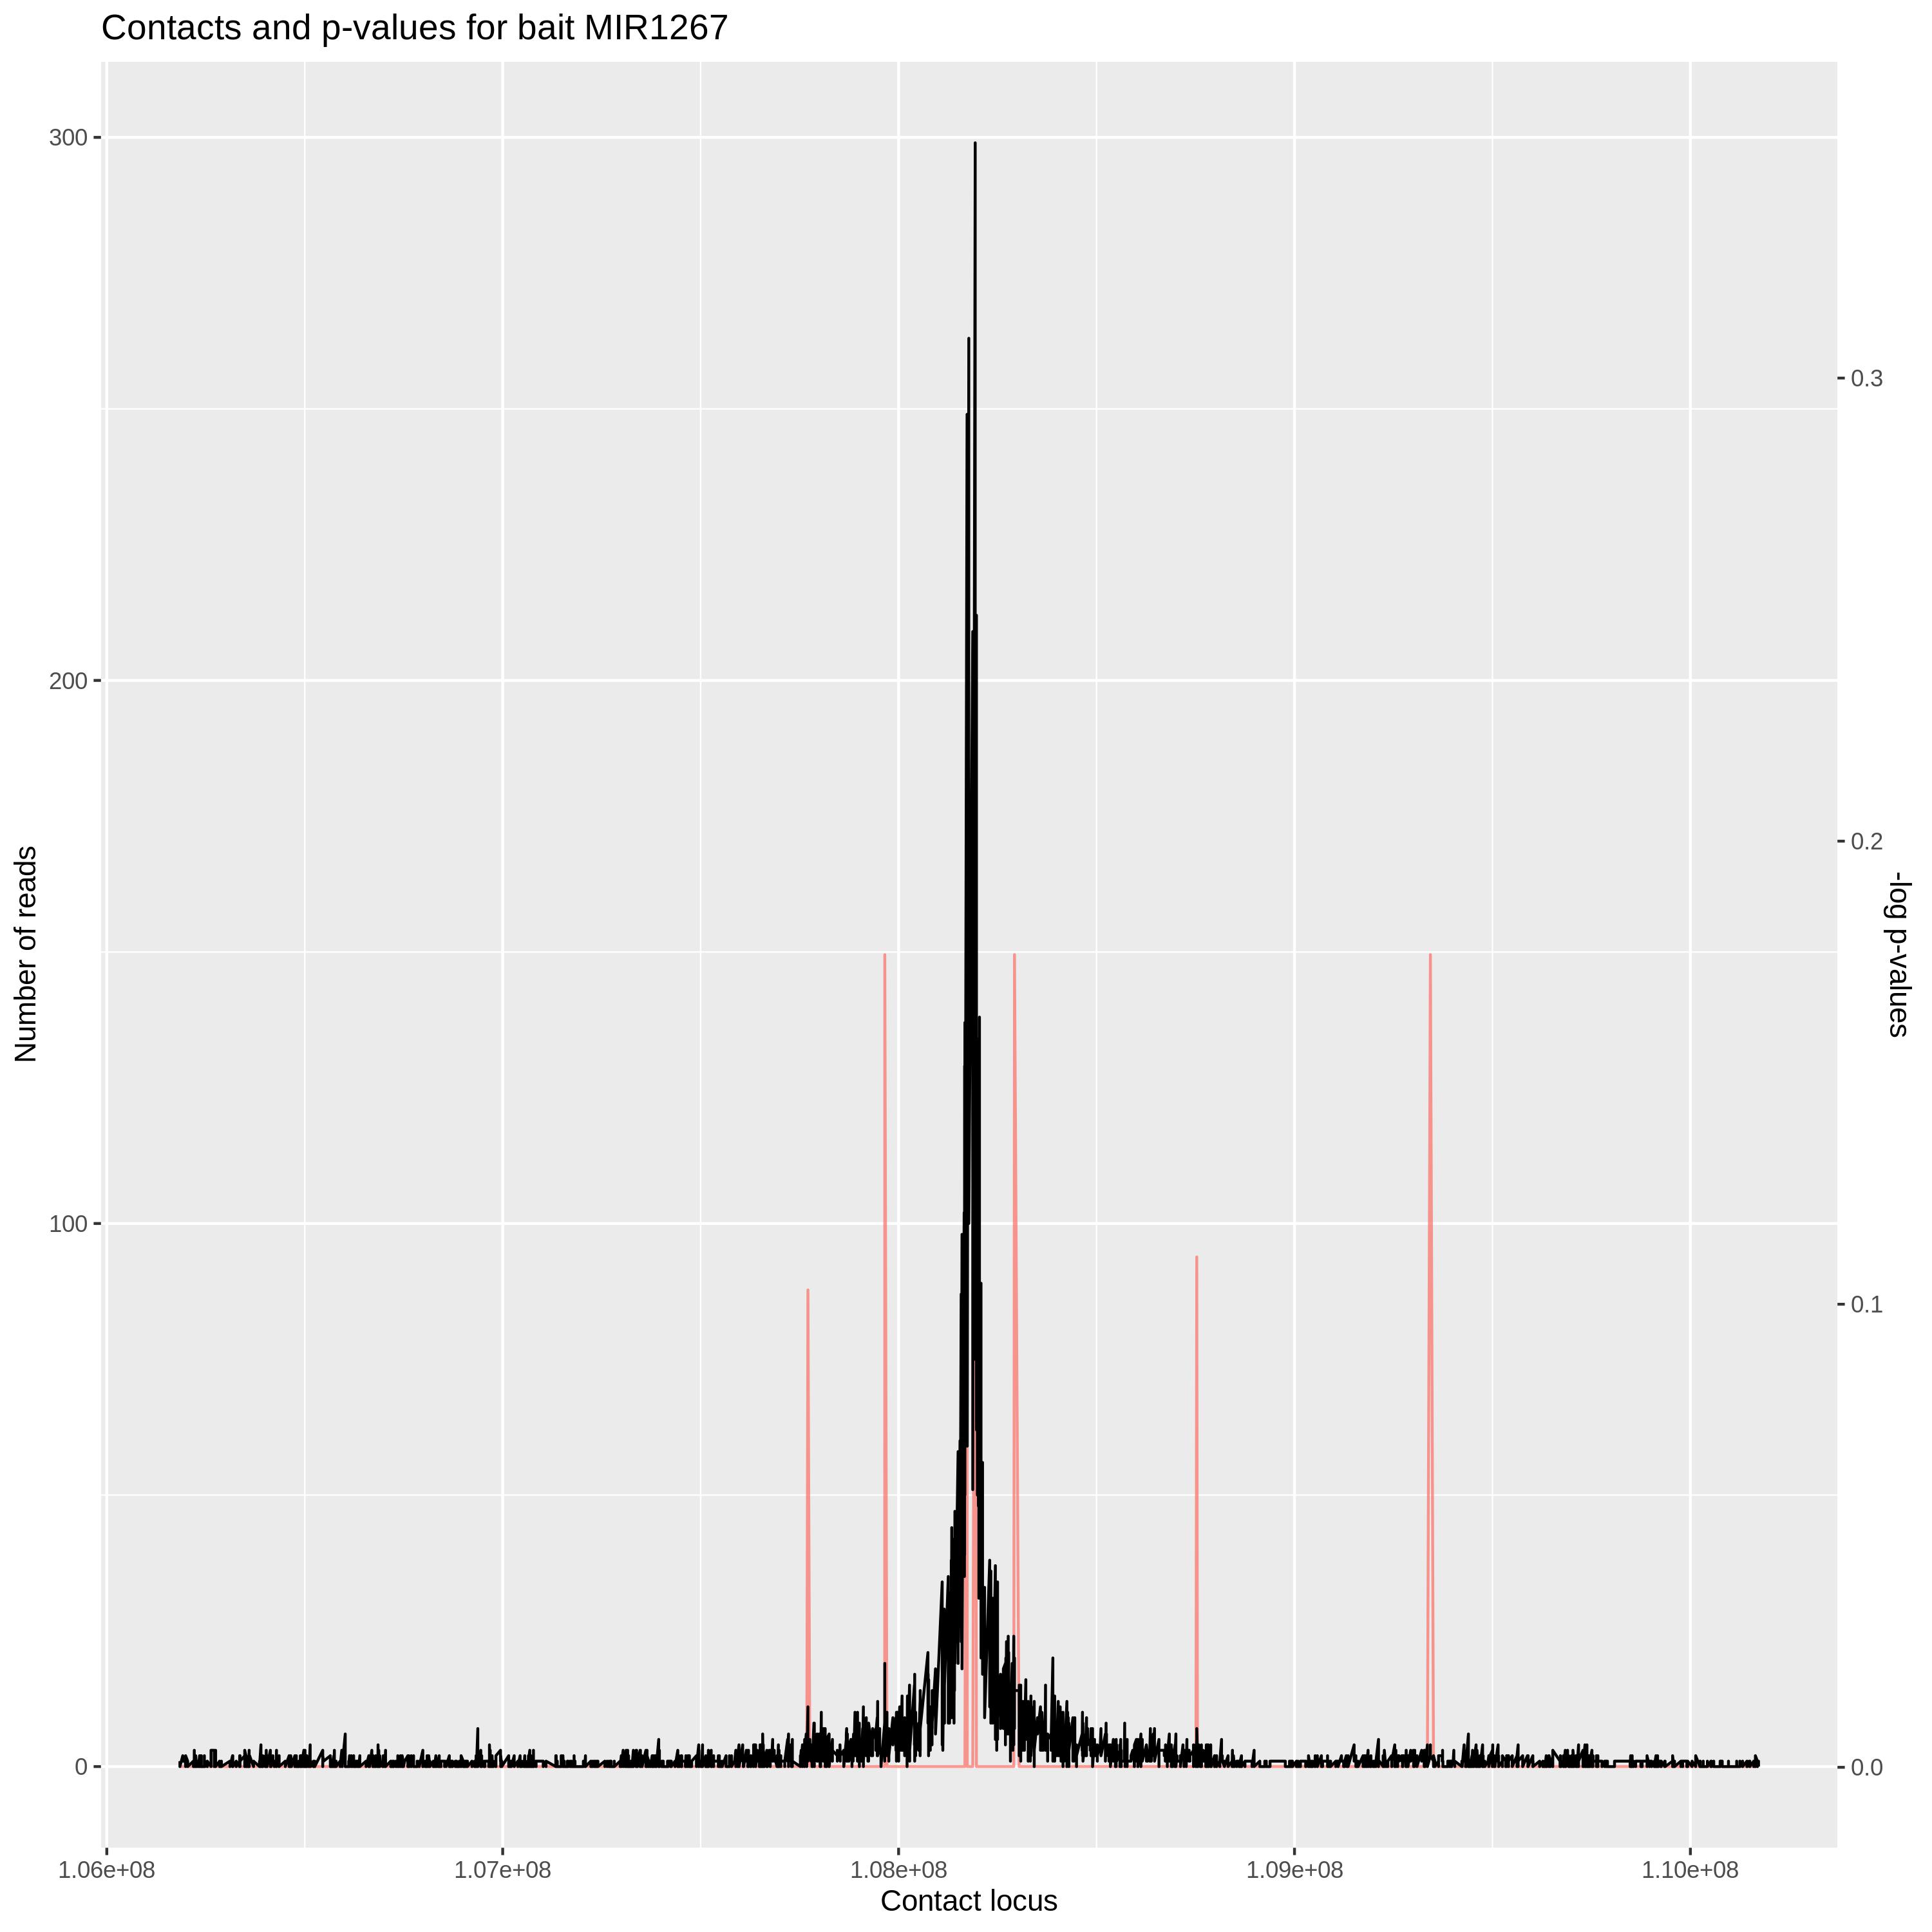 Contacts and p-values for bait MIR1267
300
200
100
0
Number of reads
0.3
0.2
0.1
0.0
-log p-values
1.06e+08 1.07e+08 1.08e+08 1.09e+08 1.10e+08
Contact locus